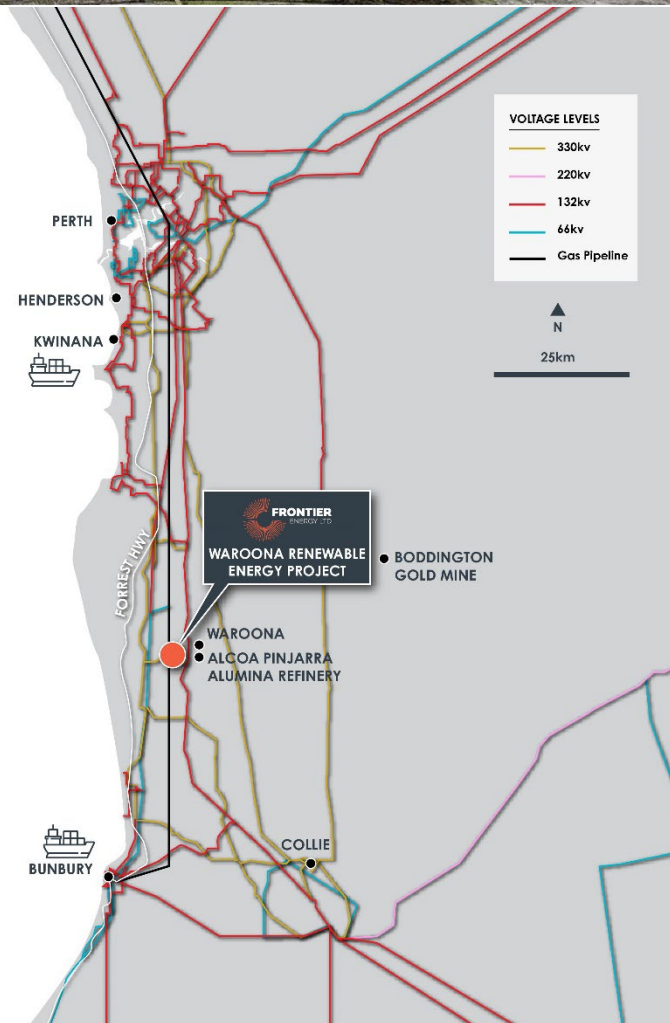 VOLTAGE LEVELS
330kv
220kv
132kv
66kv
Gas Pipeline
N
25km
PERTH
HENDERSON
KWINANA
FORREST HWY
FRONTIER
ENERGY LTD
WAROONA RENEWABLE
ENERGY PROJECT
BODDINGTON
GOLD MINE
WAROONA
ALCOA PINJARRA
ALUMINA REFINERY
COLLIE
BUNBURY